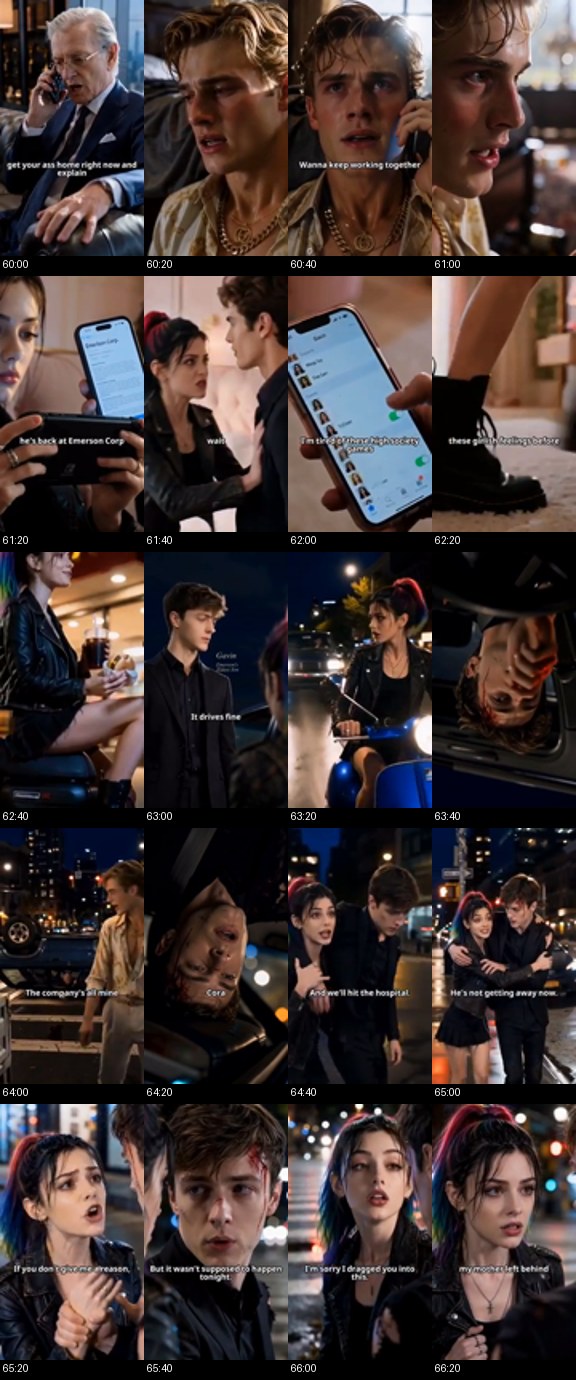 get your ass home right now and
explain
Wanna keep working together
60:00
60:20
60:40
61:00
Emerson Corp
he's back at Emerson Corp
wait
I'm tired of these high society
games
these girlish feelings before
61:20
61:40
62:00
62:20
Gavin
It drives fine
62:40
63:00
63:20
63:40
The company's all mine
Cora
And we'll hit the hospital.
He's not getting away now.
64:00
64:20
64:40
65:00
If you don't give me a reason,
But it wasn't supposed to happen
tonight.
I'm sorry I dragged you into
this.
my mother left behind
65:20
65:40
66:00
66:20